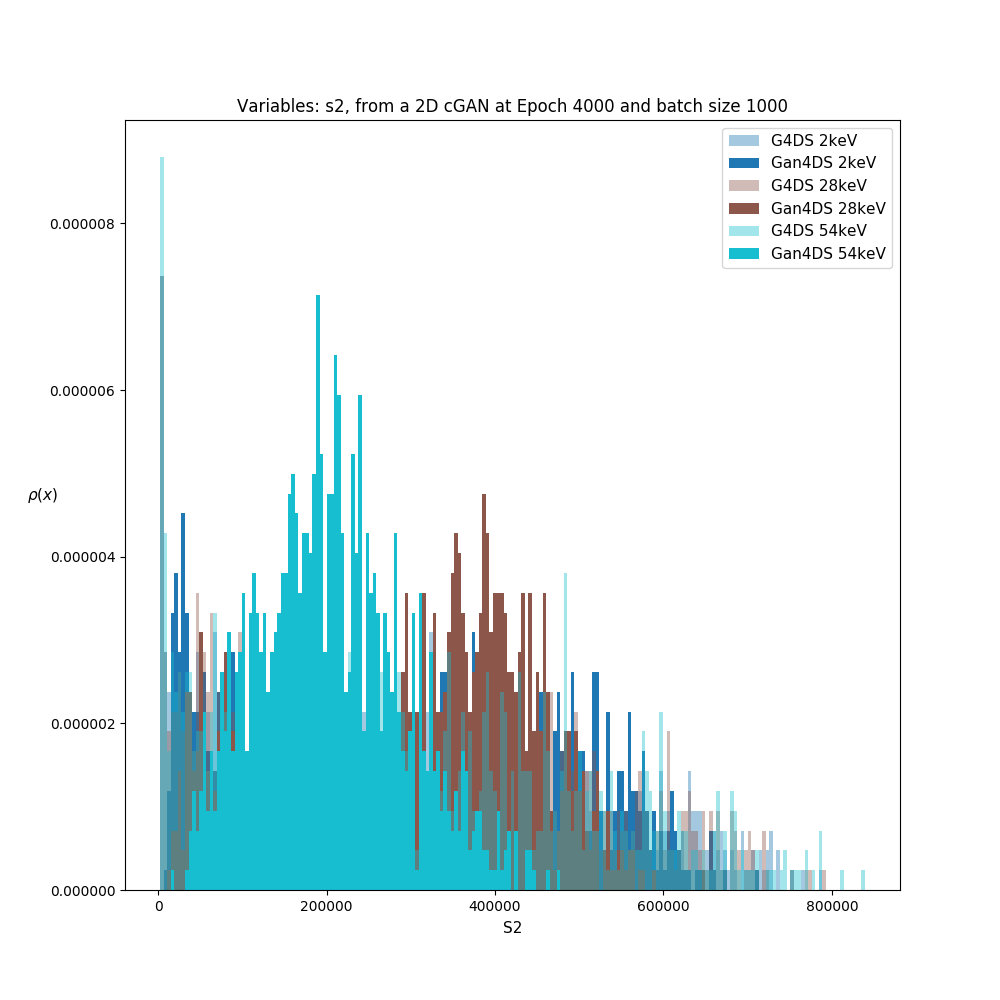 Variables: s2, from a 2D cGAN at Epoch 4000 and batch size 1000
G4DS 2keV
Gan4DS 2keV
G4DS 28keV
Gan4DS 28keV
G4DS 54keV
Gan4DS 54keV
0.000008
0.000006
ρ(x)
0.000004
0.000002
0.000000
0 200000 400000 600000 800000
S2